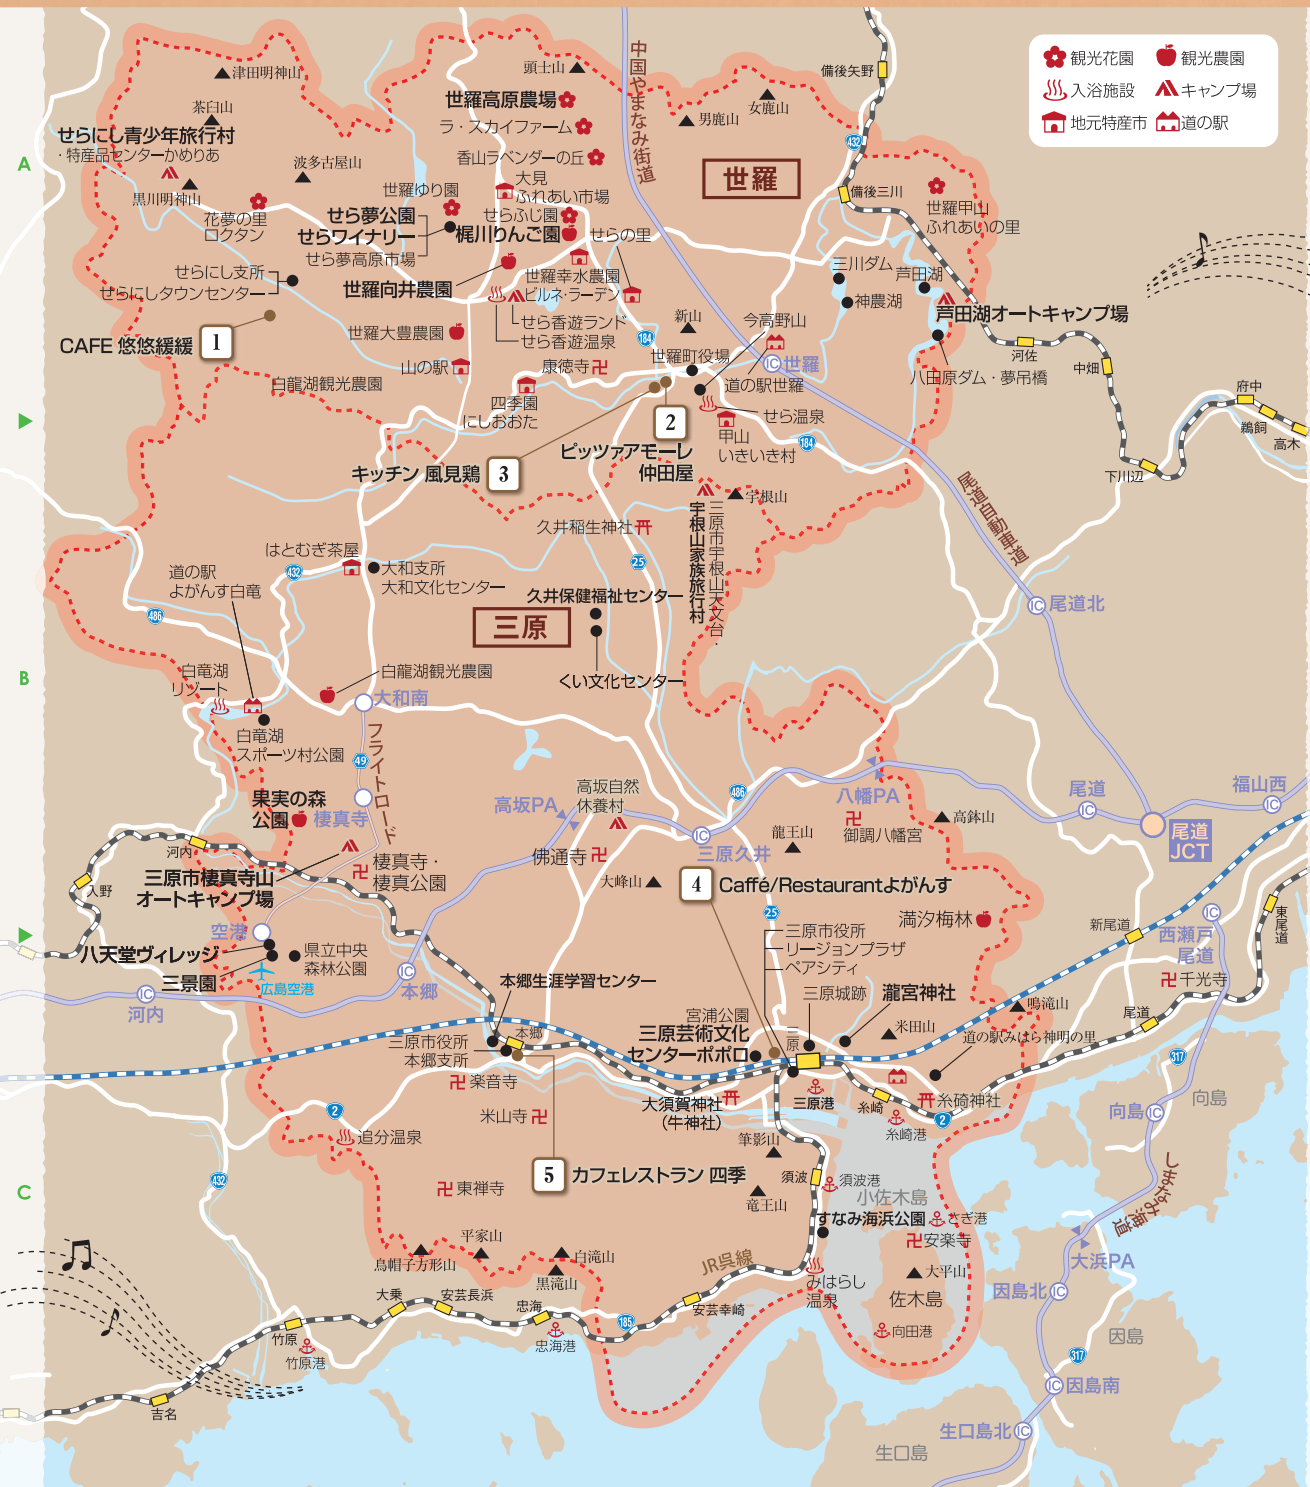 観光花園
観光農園
入浴施設
キャンプ場
地元特産市
道の駅
A
B
C
津田明神山
茶臼山
せらにし青少年旅行村
・特産品センターかめりあ
黒川明神山
波多古屋山
花夢の里
ロクタン
せらにし支所
せらにしタウンセンター
CAFE 悠悠緩緩
1
頭士山
世羅高原農場
ラ・スカイファーム
香山ラベンダーの丘
大見
ふれあい市場
世羅ゆり園
せらふじ園
せら夢公園
せらワイナリー
せら夢高原市場
梶川りんご園
せらの里
世羅向井農園
世羅幸水農園
ビルネ・ラーデン
せら香遊ランド
せら香遊温泉
世羅大豊農園
山の駅
康徳寺
四季園
にしおおた
白龍湖観光農園
中国やまなみ街道
男鹿山
女鹿山
世羅
備後矢野
432
備後三川
世羅甲山
ふれあいの里
三川ダム
芦田湖
神農湖
芦田湖オートキャンプ場
八田原ダム・夢吊橋
河佐
中畑
府中
鵜飼
高木
下川辺
新山
184
今高野山
世羅町役場
道の駅世羅
IC
世羅
せら温泉
甲山
いきいき村
184
2
ピッツァアモーレ
仲田屋
キッチン 風見鶏
3
宇根山
三原市宇根山天文台・
宇根山家族旅行村
尾道自動車道
久井稲生神社
25
はとむぎ茶屋
432
大和支所
大和文化センター
道の駅
よがんす白竜
486
久井保健福祉センター
三原
くい文化センター
IC
尾道北
白竜湖
リゾート
白龍湖観光農園
大和南
白竜湖
スポーツ村公園
フライトロード
49
果実の森
公園
棲真寺
高坂PA
高坂自然
休養村
486
八幡PA
御調八幡宮
高鉢山
尾道
IC
福山西
IC
尾道
JCT
IC
三原久井
龍王山
佛通寺
大峰山
4
Caffé/Restaurantよがんす
河内
入野
三原市棲真寺山
オートキャンプ場
棲真寺・
棲真公園
満汐梅林
25
三原市役所
リージョンプラザ
ペアシティ
新尾道
東尾道
IC
西瀬戸
尾道
空港
八天堂ヴィレッジ
三景園
県立中央
森林公園
広島空港
IC
本郷
IC
河内
本郷生涯学習センター
三原城跡
瀧宮神社
千光寺
尾道
鳴滝山
宮浦公園
三原芸術文化
センターポポロ
三原
米田山
道の駅みはら神明の里
本郷
三原市役所
本郷支所
楽音寺
米山寺
大須賀神社
(牛神社)
三原港
糸崎
糸碕神社
2
糸崎港
317
向島
IC
向島
2
追分温泉
432
5
カフェレストラン 四季
筆影山
須波
須波港
竜王山
小佐木島
すなみ海浜公園
さぎ港
安楽寺
しまなみ海道
東禅寺
平家山
烏帽子方形山
白滝山
黒滝山
JR呉線
みはらし
温泉
大平山
佐木島
向田港
大浜PA
因島北
IC
因島
大乗
安芸長浜
忠海
忠海港
185
安芸幸崎
竹原
竹原港
吉名
317
IC
因島南
生口島北
IC
生口島